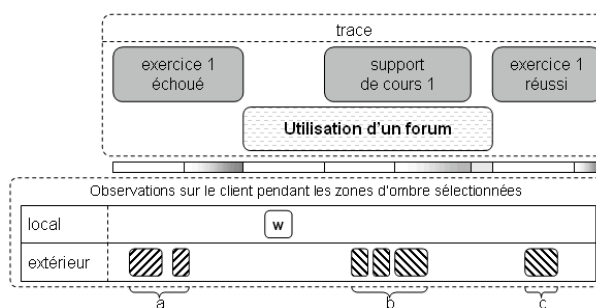 trace
exercice 1
échoué
support
de cours 1
exercice 1
réussi
Utilisation d'un forum
Observations sur le client pendant les zones d'ombre sélectionnées
local
w
extérieur
a
b
c